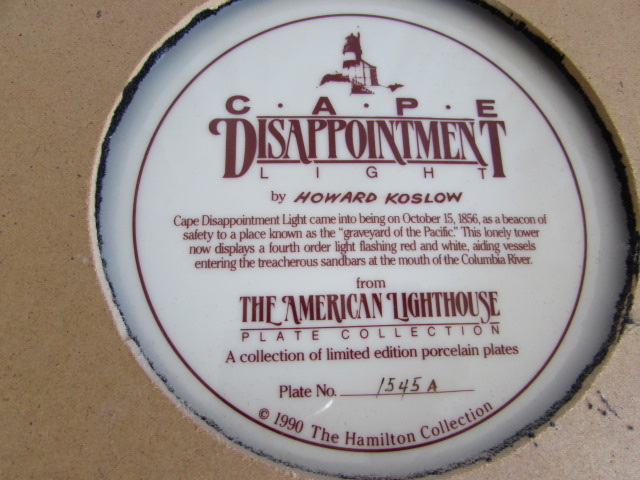 C·A·P·E
DISAPPOINTMENT
LIGHT
by HOWARD KOSLOW
Cape Disappointment Light came into being on October 15, 1856, as a beacon of
safety to a place known as the "graveyard of the Pacific." This lonely tower
now displays a fourth order light flashing red and white, aiding vessels
entering the treacherous sandbars at the mouth of the Columbia River.
from
THE AMERICAN LIGHTHOUSE
PLATE COLLECTION
A collection of limited edition porcelain plates
Plate No. 1545 A
© 1990 The Hamilton Collection